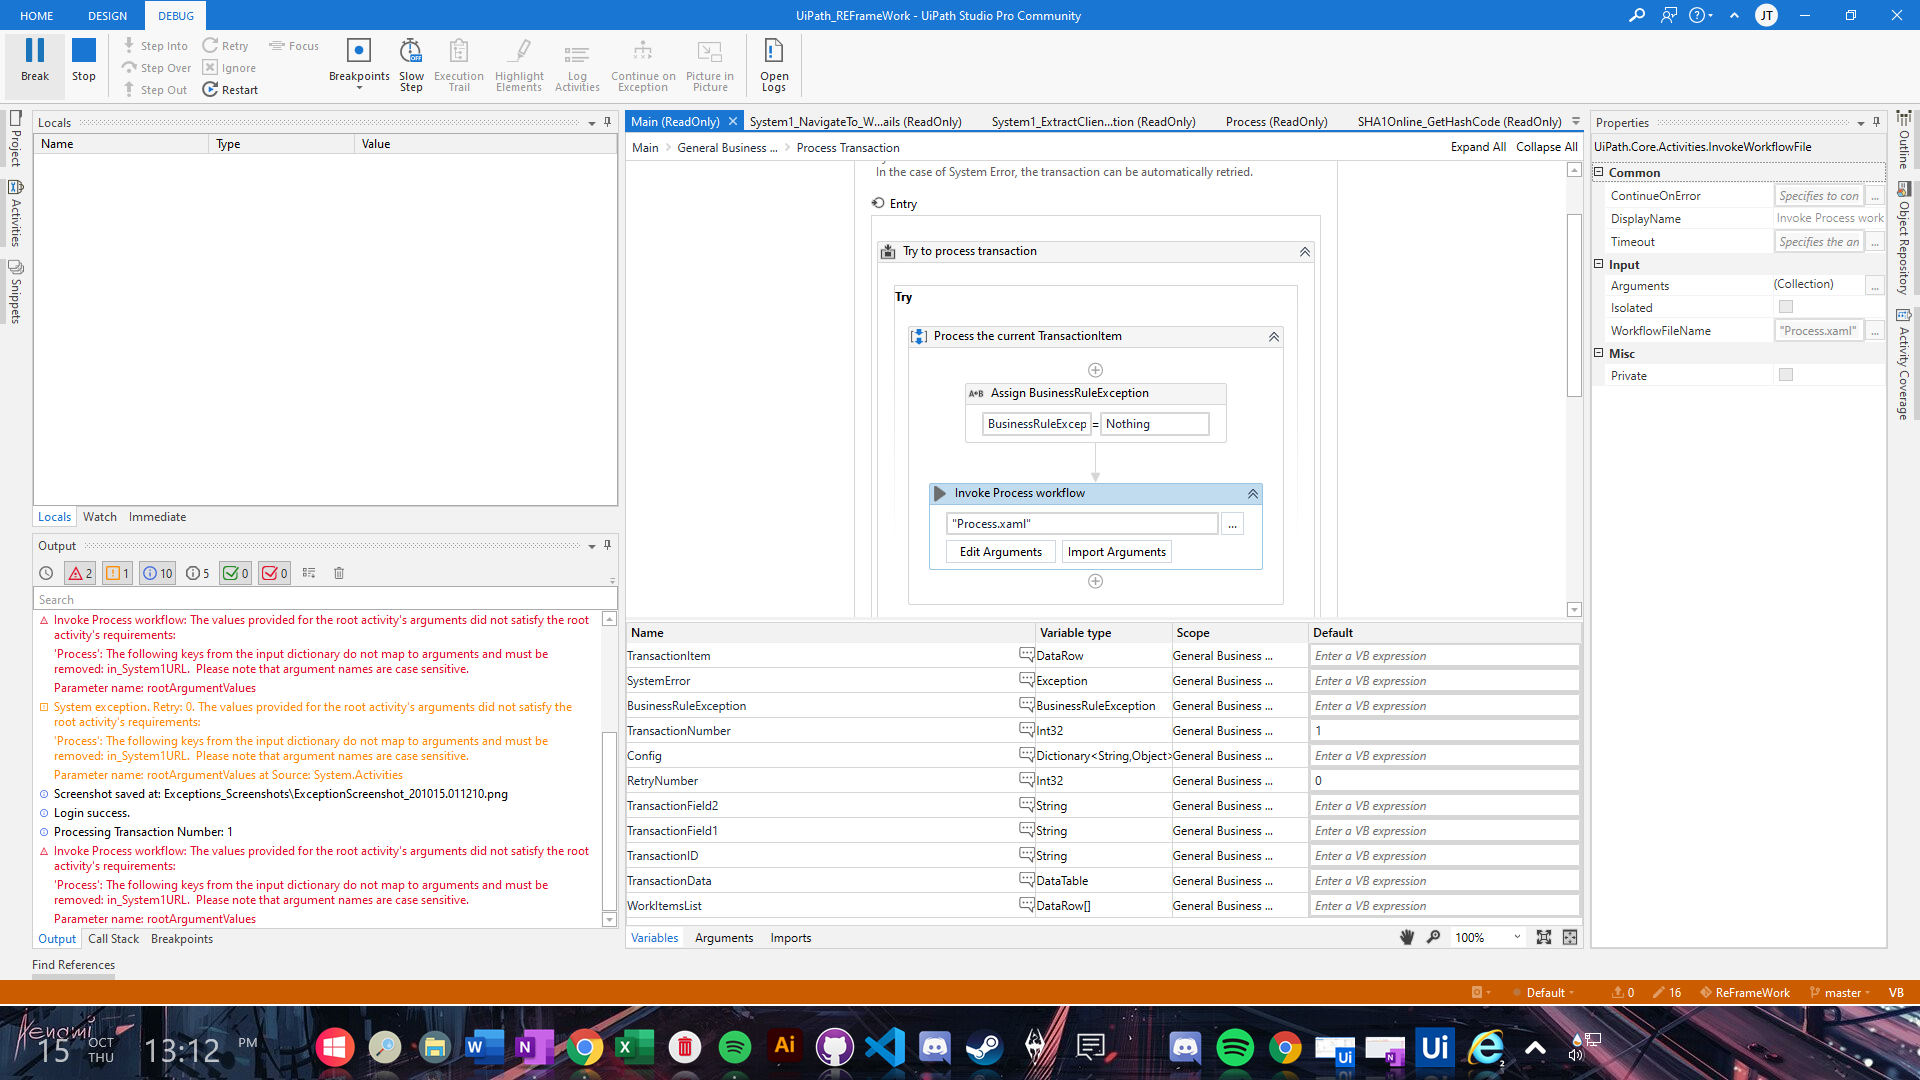 HOME DESIGN DEBUG UiPath_REFrameWork - UiPath Studio Pro Community JT
Break Stop
Step Into Retry Focus
Step Over Ignore
Step Out Restart
Breakpoints Slow Step Execution Trail Highlight Elements Log Activities Continue on Exception Picture in Picture Open Logs
Project
Activities
Snippets
Locals
Name Type Value
Locals Watch Immediate
Output
2 1 10 5 0 0
Search
Invoke Process workflow: The values provided for the root activity's arguments did not satisfy the root
activity's requirements:
'Process': The following keys from the input dictionary do not map to arguments and must be
removed: in_System1URL. Please note that argument names are case sensitive.
Parameter name: rootArgumentValues
System exception. Retry: 0. The values provided for the root activity's arguments did not satisfy the
root activity's requirements:
'Process': The following keys from the input dictionary do not map to arguments and must be
removed: in_System1URL. Please note that argument names are case sensitive.
Parameter name: rootArgumentValues at Source: System.Activities
Screenshot saved at: Exceptions_Screenshots\ExceptionScreenshot_201015.011210.png
Login success.
Processing Transaction Number: 1
Invoke Process workflow: The values provided for the root activity's arguments did not satisfy the root
activity's requirements:
'Process': The following keys from the input dictionary do not map to arguments and must be
removed: in_System1URL. Please note that argument names are case sensitive.
Parameter name: rootArgumentValues
Output Call Stack Breakpoints
Find References
Main (ReadOnly) System1_NavigateTo_W...ails (ReadOnly) System1_ExtractClien...tion (ReadOnly) Process (ReadOnly) SHA1Online_GetHashCode (ReadOnly)
Main General Business ... Process Transaction Expand All Collapse All
In the case of System Error, the transaction can be automatically retried.
Entry
Try to process transaction
Try
Process the current TransactionItem
A+B Assign BusinessRuleException
BusinessRuleExcep = Nothing
Invoke Process workflow
"Process.xaml" ...
Edit Arguments Import Arguments
Name Variable type Scope Default
TransactionItem DataRow General Business ... Enter a VB expression
SystemError Exception General Business ... Enter a VB expression
BusinessRuleException BusinessRuleException General Business ... Enter a VB expression
TransactionNumber Int32 General Business ... 1
Config Dictionary<String,Object> General Business ... Enter a VB expression
RetryNumber Int32 General Business ... 0
TransactionField2 String General Business ... Enter a VB expression
TransactionField1 String General Business ... Enter a VB expression
TransactionID String General Business ... Enter a VB expression
TransactionData DataTable General Business ... Enter a VB expression
WorkItemsList DataRow[] General Business ... Enter a VB expression
Variables Arguments Imports 100%
Properties
UiPath.Core.Activities.InvokeWorkflowFile
Common
ContinueOnError Specifies to con ...
DisplayName Invoke Process work
Timeout Specifies the an ...
Input
Arguments (Collection) ...
Isolated
WorkflowFileName "Process.xaml" ...
Misc
Private
Outline
Object Repository
Activity Coverage
Default 0 16 ReFrameWork master VB
15 OCT THU 13:12 PM